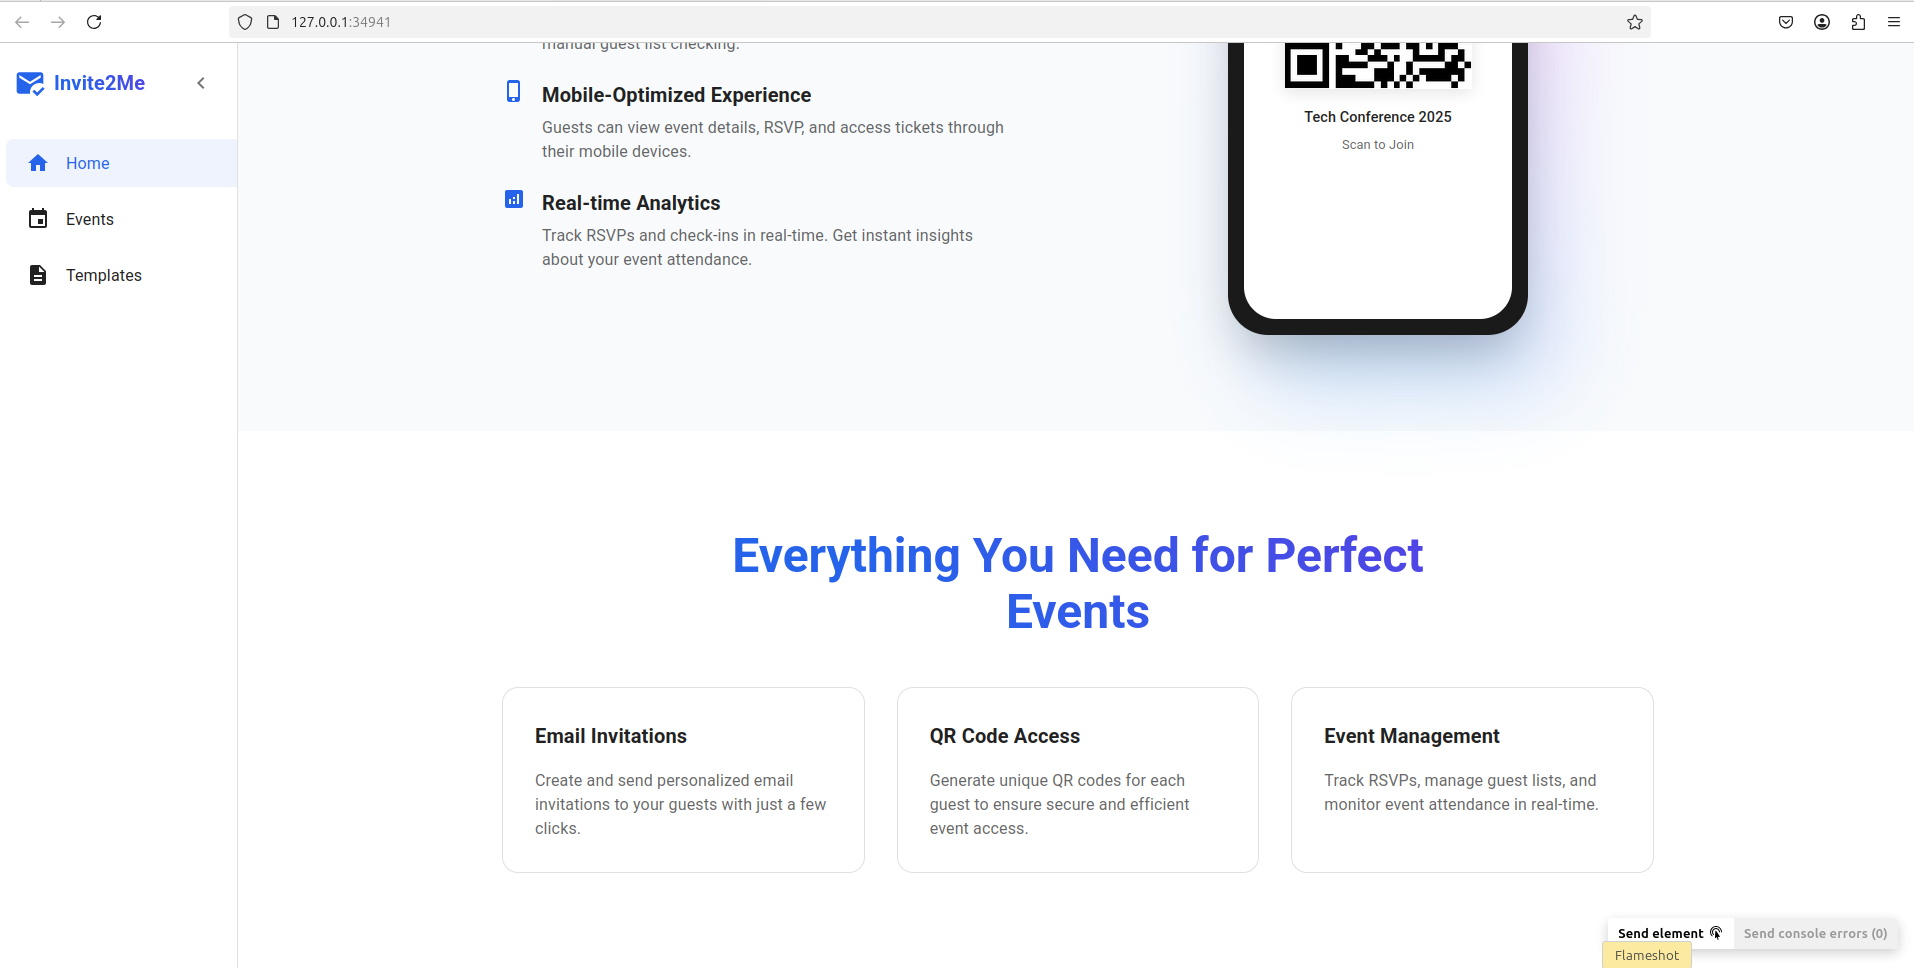 127.0.0.1:34941
Invite2Me
Home
Events
Templates
manual guest list checking.
Mobile-Optimized Experience
Guests can view event details, RSVP, and access tickets through
their mobile devices.
Real-time Analytics
Track RSVPs and check-ins in real-time. Get instant insights
about your event attendance.
Tech Conference 2025
Scan to Join
Everything You Need for Perfect
Events
Email Invitations
Create and send personalized email
invitations to your guests with just a few
clicks.
QR Code Access
Generate unique QR codes for each
guest to ensure secure and efficient
event access.
Event Management
Track RSVPs, manage guest lists, and
monitor event attendance in real-time.
Send element
Send console errors (0)
Flameshot